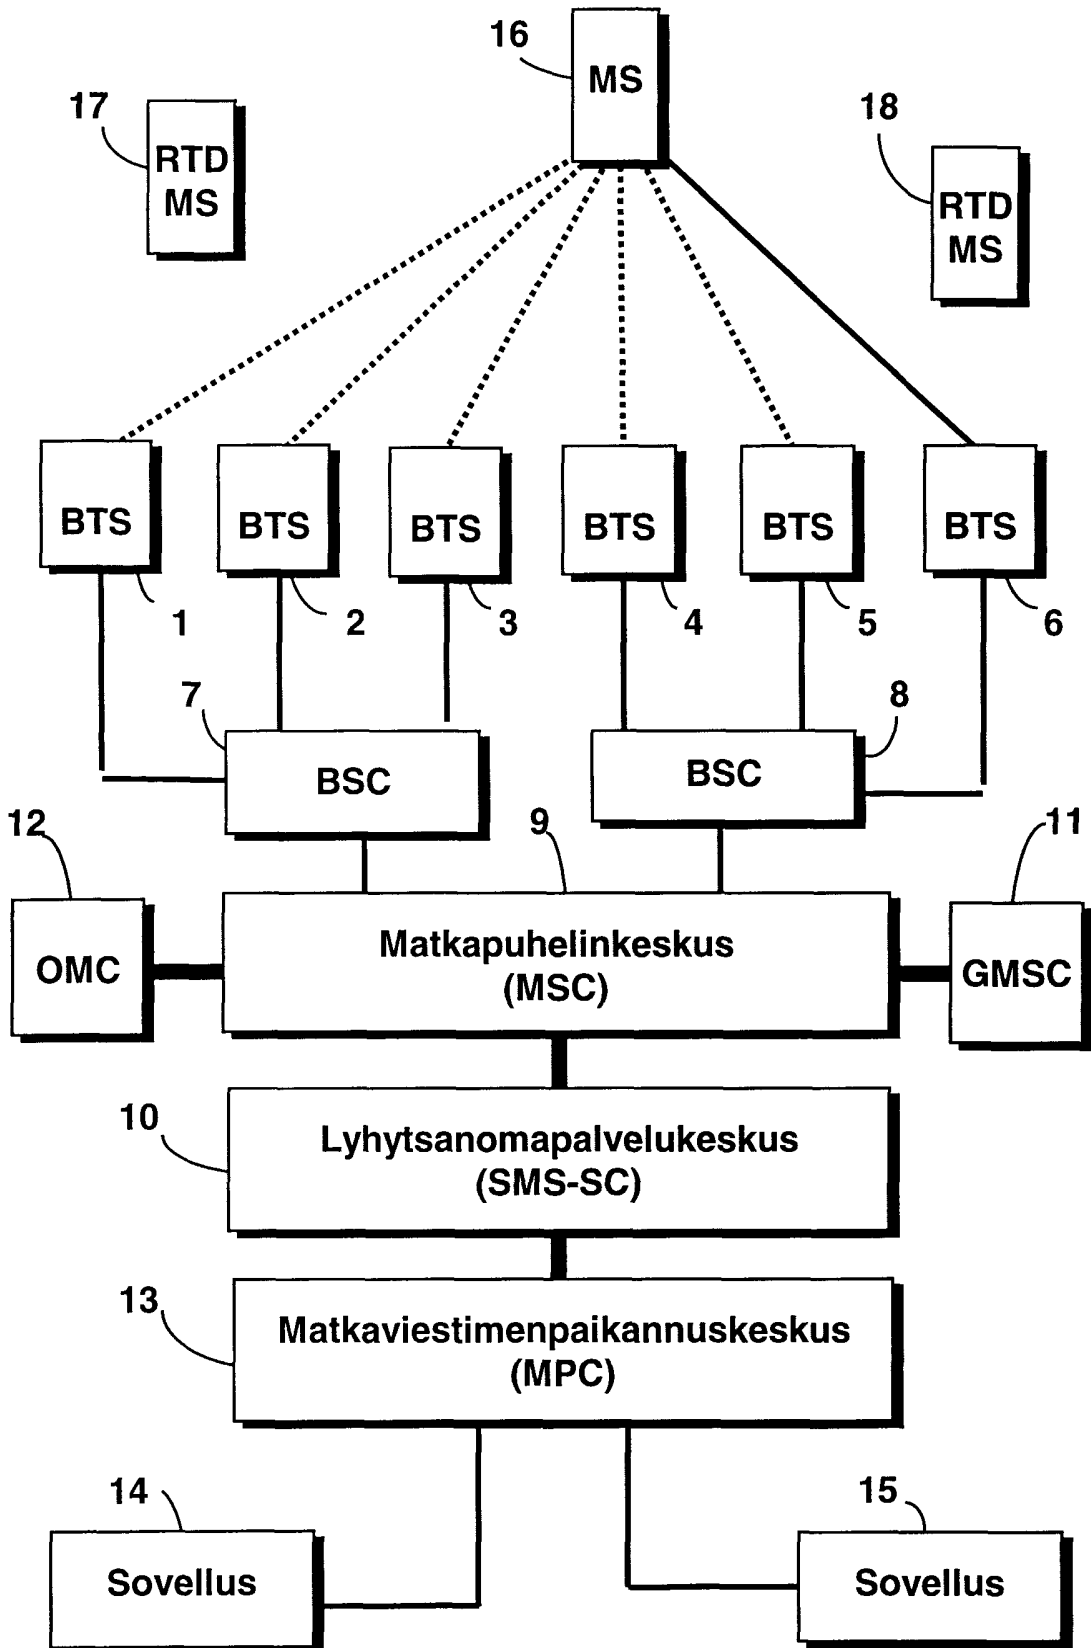 16
MS
17
RTD
MS
18
RTD
MS
BTS
BTS
BTS
BTS
BTS
BTS
1
2
3
4
5
6
7
BSC
8
BSC
12
OMC
9
Matkapuhelinkeskus
(MSC)
11
GMSC
10
Lyhytsanomapalvelukeskus
(SMS-SC)
13
Matkaviestimenpaikannuskeskus
(MPC)
14
Sovellus
15
Sovellus